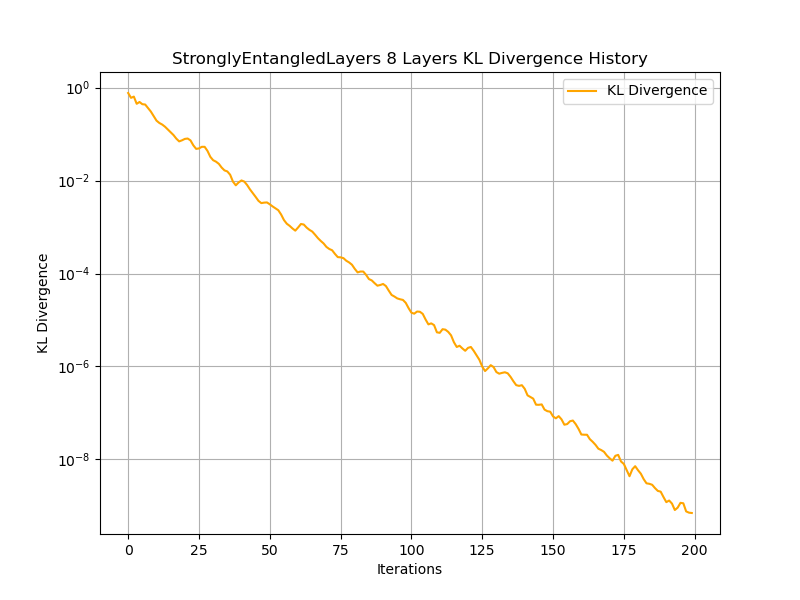 StronglyEntangledLayers 8 Layers KL Divergence History
KL Divergence
10⁰
10⁻²
10⁻⁴
10⁻⁶
10⁻⁸
KL Divergence
0 25 50 75 100 125 150 175 200
Iterations